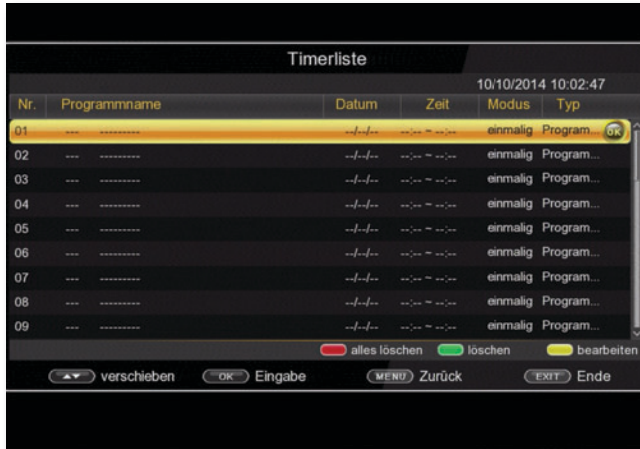 Timerliste
10/10/2014 10:02:47
Nr. Programmname Datum Zeit Modus Typ
01 --- --------- --/--/-- --:-- ~ --:-- einmalig Program... OK
02 --- --------- --/--/-- --:-- ~ --:-- einmalig Program...
03 --- --------- --/--/-- --:-- ~ --:-- einmalig Program...
04 --- --------- --/--/-- --:-- ~ --:-- einmalig Program...
05 --- --------- --/--/-- --:-- ~ --:-- einmalig Program...
06 --- --------- --/--/-- --:-- ~ --:-- einmalig Program...
07 --- --------- --/--/-- --:-- ~ --:-- einmalig Program...
08 --- --------- --/--/-- --:-- ~ --:-- einmalig Program...
09 --- --------- --/--/-- --:-- ~ --:-- einmalig Program...
alles löschen löschen bearbeiten
verschieben OK Eingabe MENU Zurück EXIT Ende